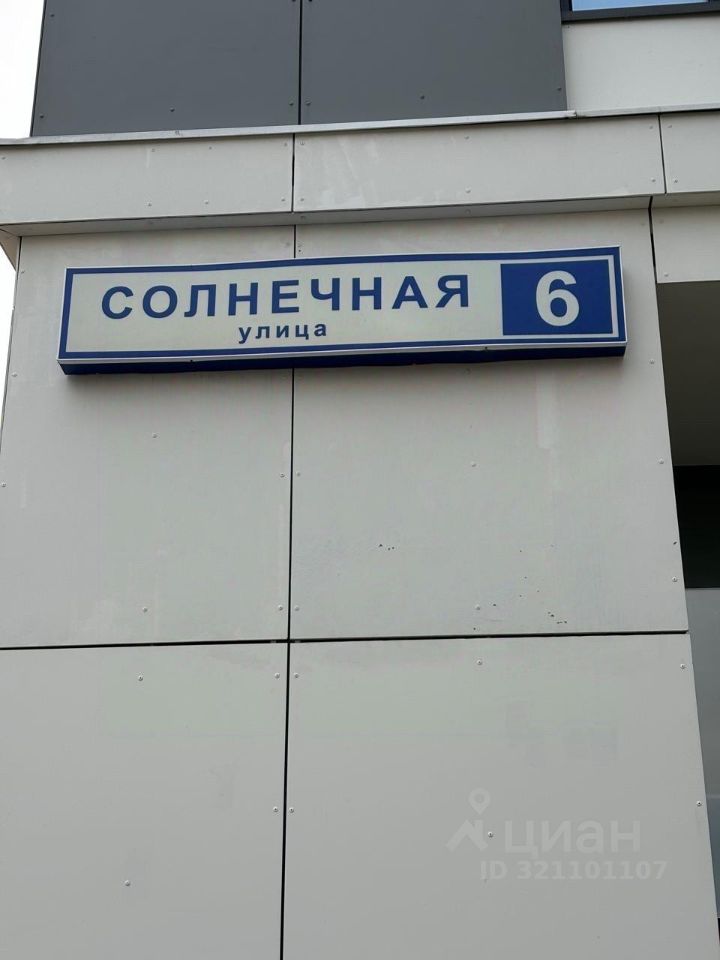 СОЛНЕЧНАЯ 6
улица
циан
ID 321101107